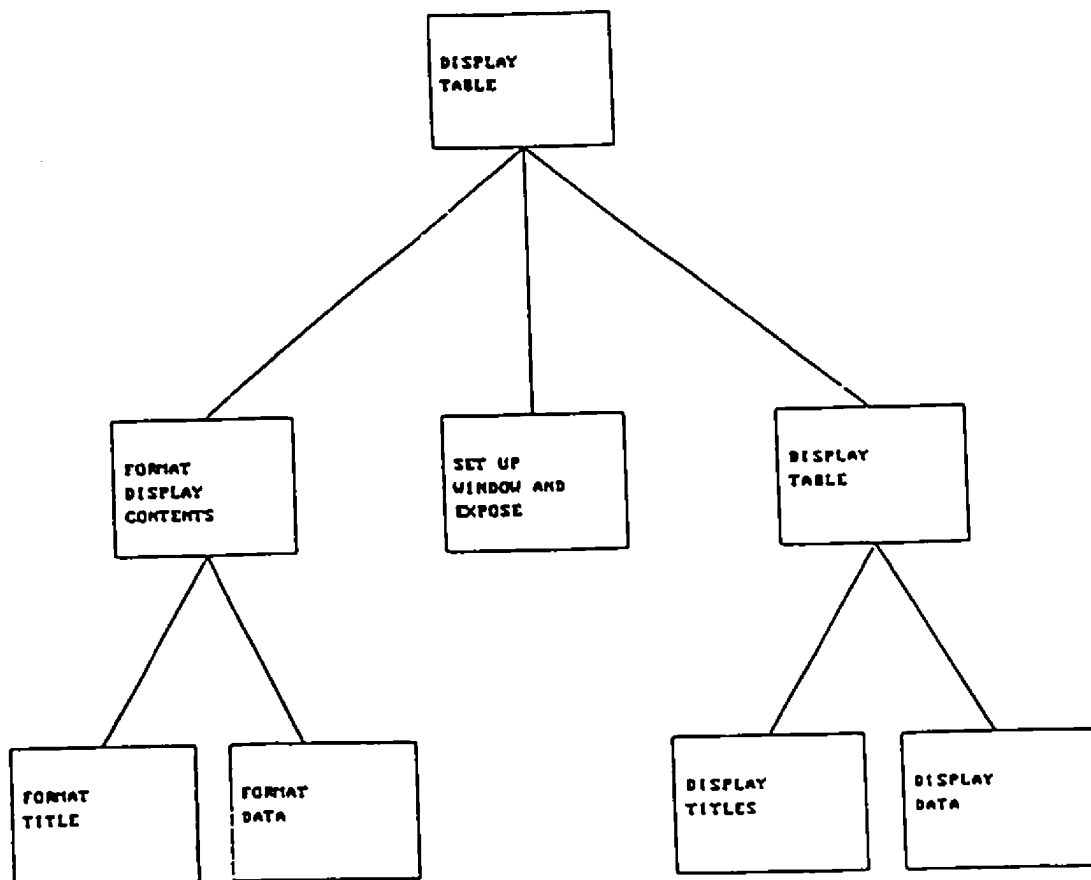 DISPLAY
TABLE
FORMAT
DISPLAY
CONTENTS
SET UP
WINDOW AND
EXPOSE
DISPLAY
TABLE
FORMAT
TITLE
FORMAT
DATA
DISPLAY
TITLES
DISPLAY
DATA